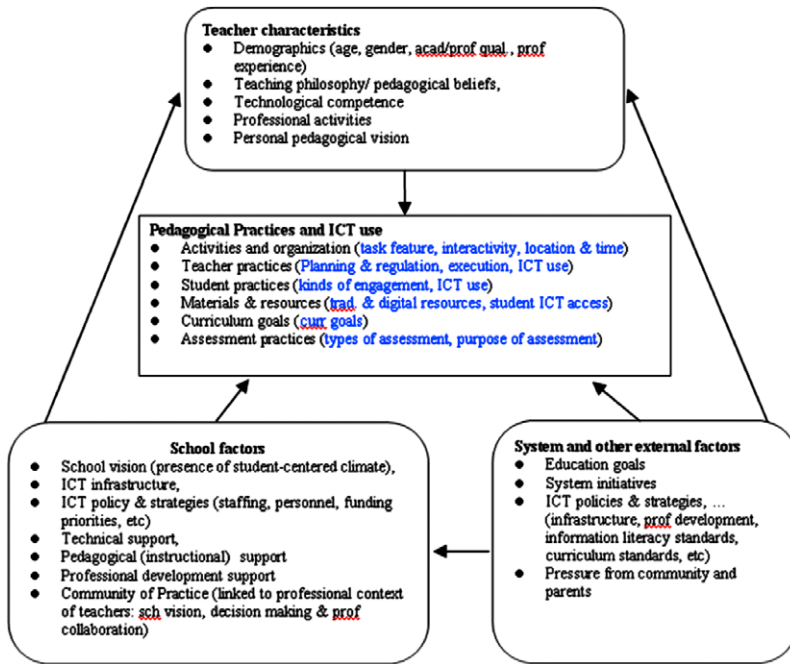 Teacher characteristics
● Demographics (age, gender, acad/prof qual., prof
experience)
● Teaching philosophy/ pedagogical beliefs,
● Technological competence
● Professional activities
● Personal pedagogical vision
Pedagogical Practices and ICT use
● Activities and organization (task feature, interactivity, location & time)
● Teacher practices (Planning & regulation, execution, ICT use)
● Student practices (kinds of engagement, ICT use)
● Materials & resources (trad. & digital resources, student ICT access)
● Curriculum goals (curr goals)
● Assessment practices (types of assessment, purpose of assessment)
School factors
● School vision (presence of student-centered climate),
● ICT infrastructure,
● ICT policy & strategies (staffing, personnel, funding
priorities, etc)
● Technical support,
● Pedagogical (instructional) support
● Professional development support
● Community of Practice (linked to professional context
of teachers: sch vision, decision making & prof
collaboration)
System and other external factors
● Education goals
● System initiatives
● ICT policies & strategies, …
(infrastructure, prof development,
information literacy standards,
curriculum standards, etc)
● Pressure from community and
parents